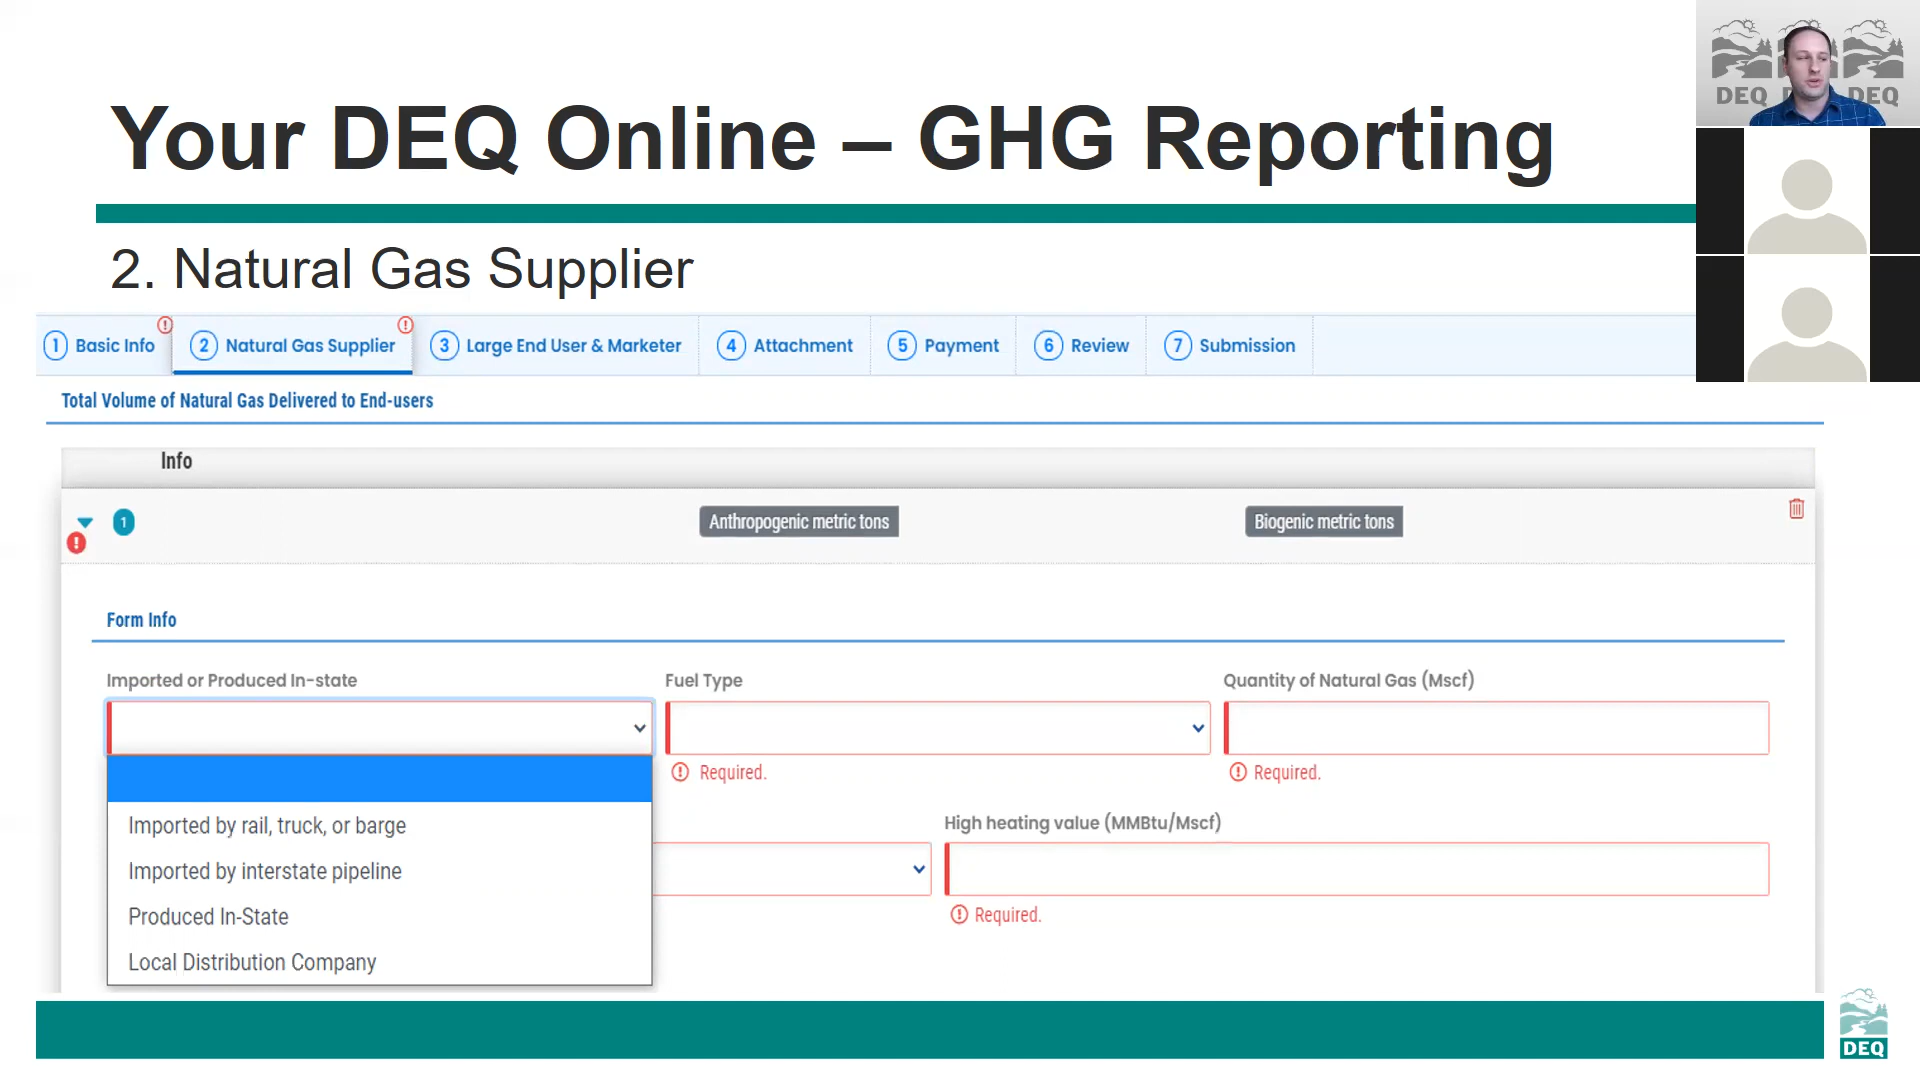 Your DEQ Online – GHG Reporting
2. Natural Gas Supplier
1 Basic Info
2 Natural Gas Supplier
3 Large End User & Marketer
4 Attachment
5 Payment
6 Review
7 Submission
Total Volume of Natural Gas Delivered to End-users
Info
1
Anthropogenic metric tons
Biogenic metric tons
Form Info
Imported or Produced In-state
Fuel Type
Quantity of Natural Gas (Mscf)
Required.
Required.
Imported by rail, truck, or barge
Imported by interstate pipeline
Produced In-State
Local Distribution Company
High heating value (MMBtu/Mscf)
Required.
DEQ
DEQ
DEQ